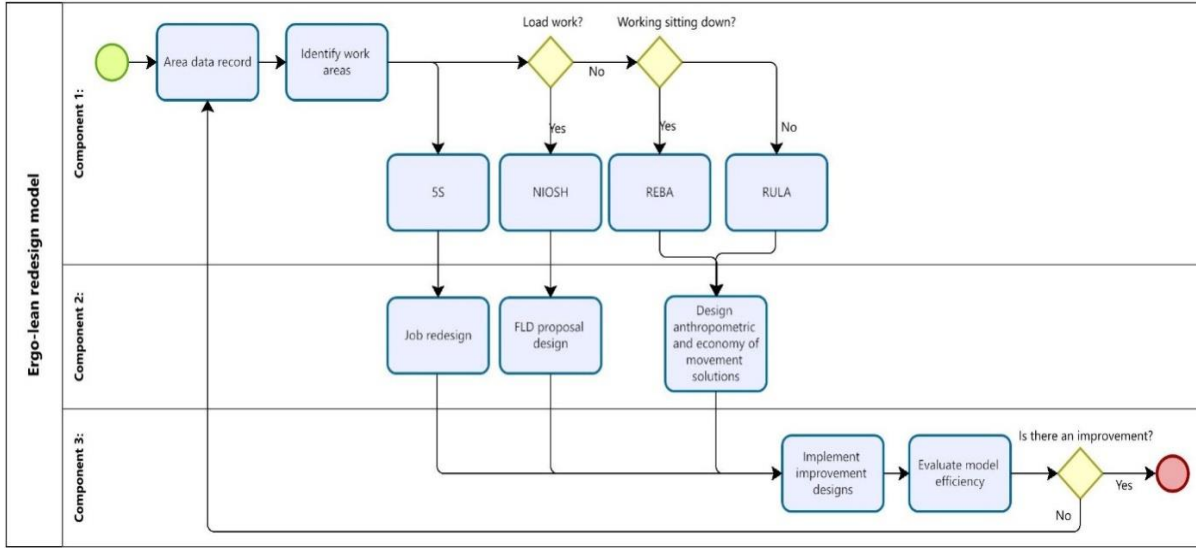 Ergo-lean redesign model
Component 1:
Load work?
Working sitting down?
Area data record
Identify work
areas
No
Yes
Yes
No
5S
NIOSH
REBA
RULA
Component 2:
Job redesign
FLD proposal
design
Design
anthropometric
and economy of
movement
solutions
Component 3:
Is there an improvement?
Implement
improvement
designs
Evaluate model
efficiency
Yes
No